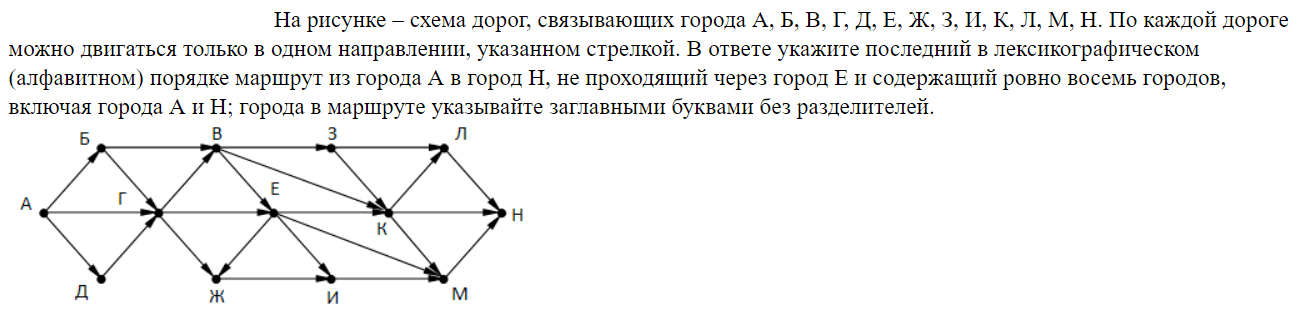 На рисунке – схема дорог, связывающих города А, Б, В, Г, Д, Е, Ж, З, И, К, Л, М, Н. По каждой дороге
можно двигаться только в одном направлении, указанном стрелкой. В ответе укажите последний в лексикографическом
(алфавитном) порядке маршрут из города А в город Н, не проходящий через город Е и содержащий ровно восемь городов,
включая города А и Н; города в маршруте указывайте заглавными буквами без разделителей.
Б В З Л
А Г Е К Н
Д Ж И М